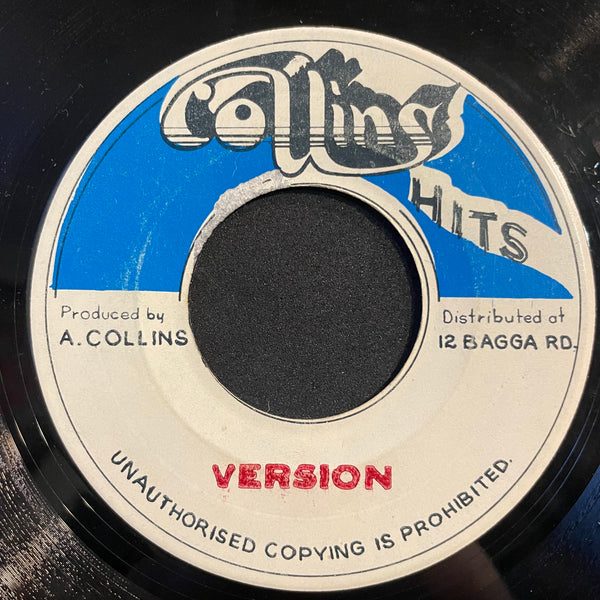 Collins
HITS
Produced by
A. COLLINS
Distributed at
12 BAGGA RD.
VERSION
UNAUTHORISED COPYING IS PROHIBITED.